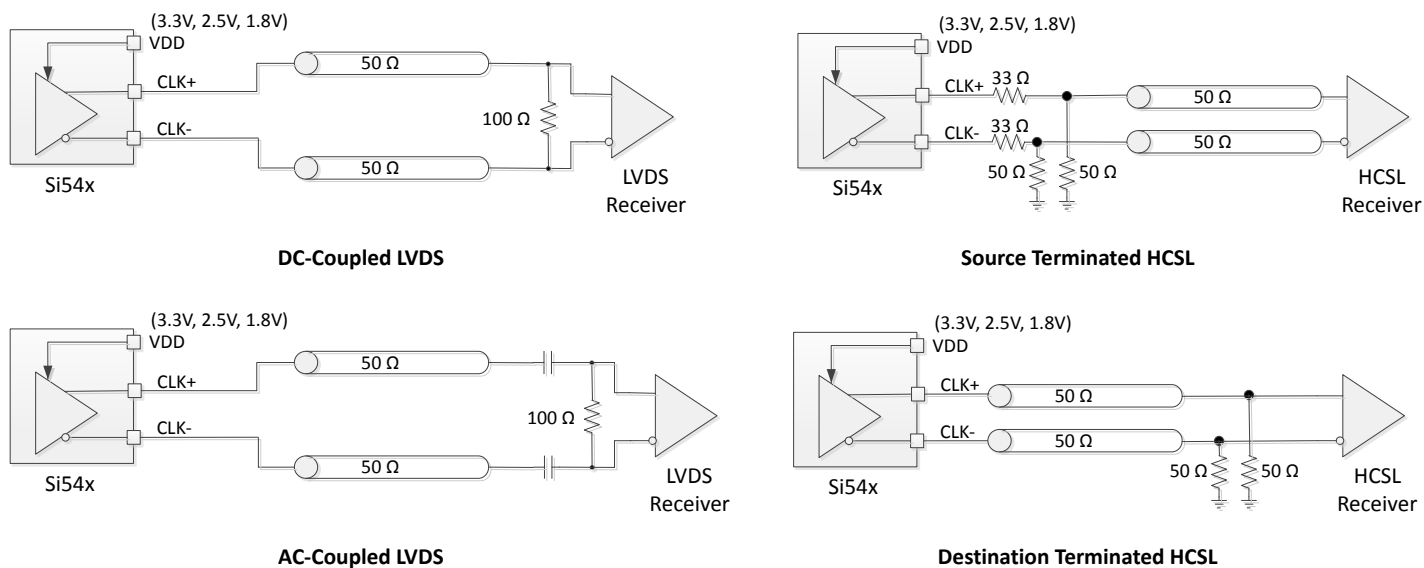 (3.3V, 2.5V, 1.8V)
VDD
CLK+
50 Ω
100 Ω
CLK-
50 Ω
Si54x
LVDS
Receiver
DC-Coupled LVDS
(3.3V, 2.5V, 1.8V)
VDD
CLK+
33 Ω
50 Ω
CLK-
33 Ω
50 Ω
50 Ω
50 Ω
Si54x
HCSL
Receiver
Source Terminated HCSL
(3.3V, 2.5V, 1.8V)
VDD
CLK+
50 Ω
100 Ω
CLK-
50 Ω
Si54x
LVDS
Receiver
AC-Coupled LVDS
(3.3V, 2.5V, 1.8V)
VDD
CLK+
50 Ω
CLK-
50 Ω
50 Ω
50 Ω
Si54x
HCSL
Receiver
Destination Terminated HCSL